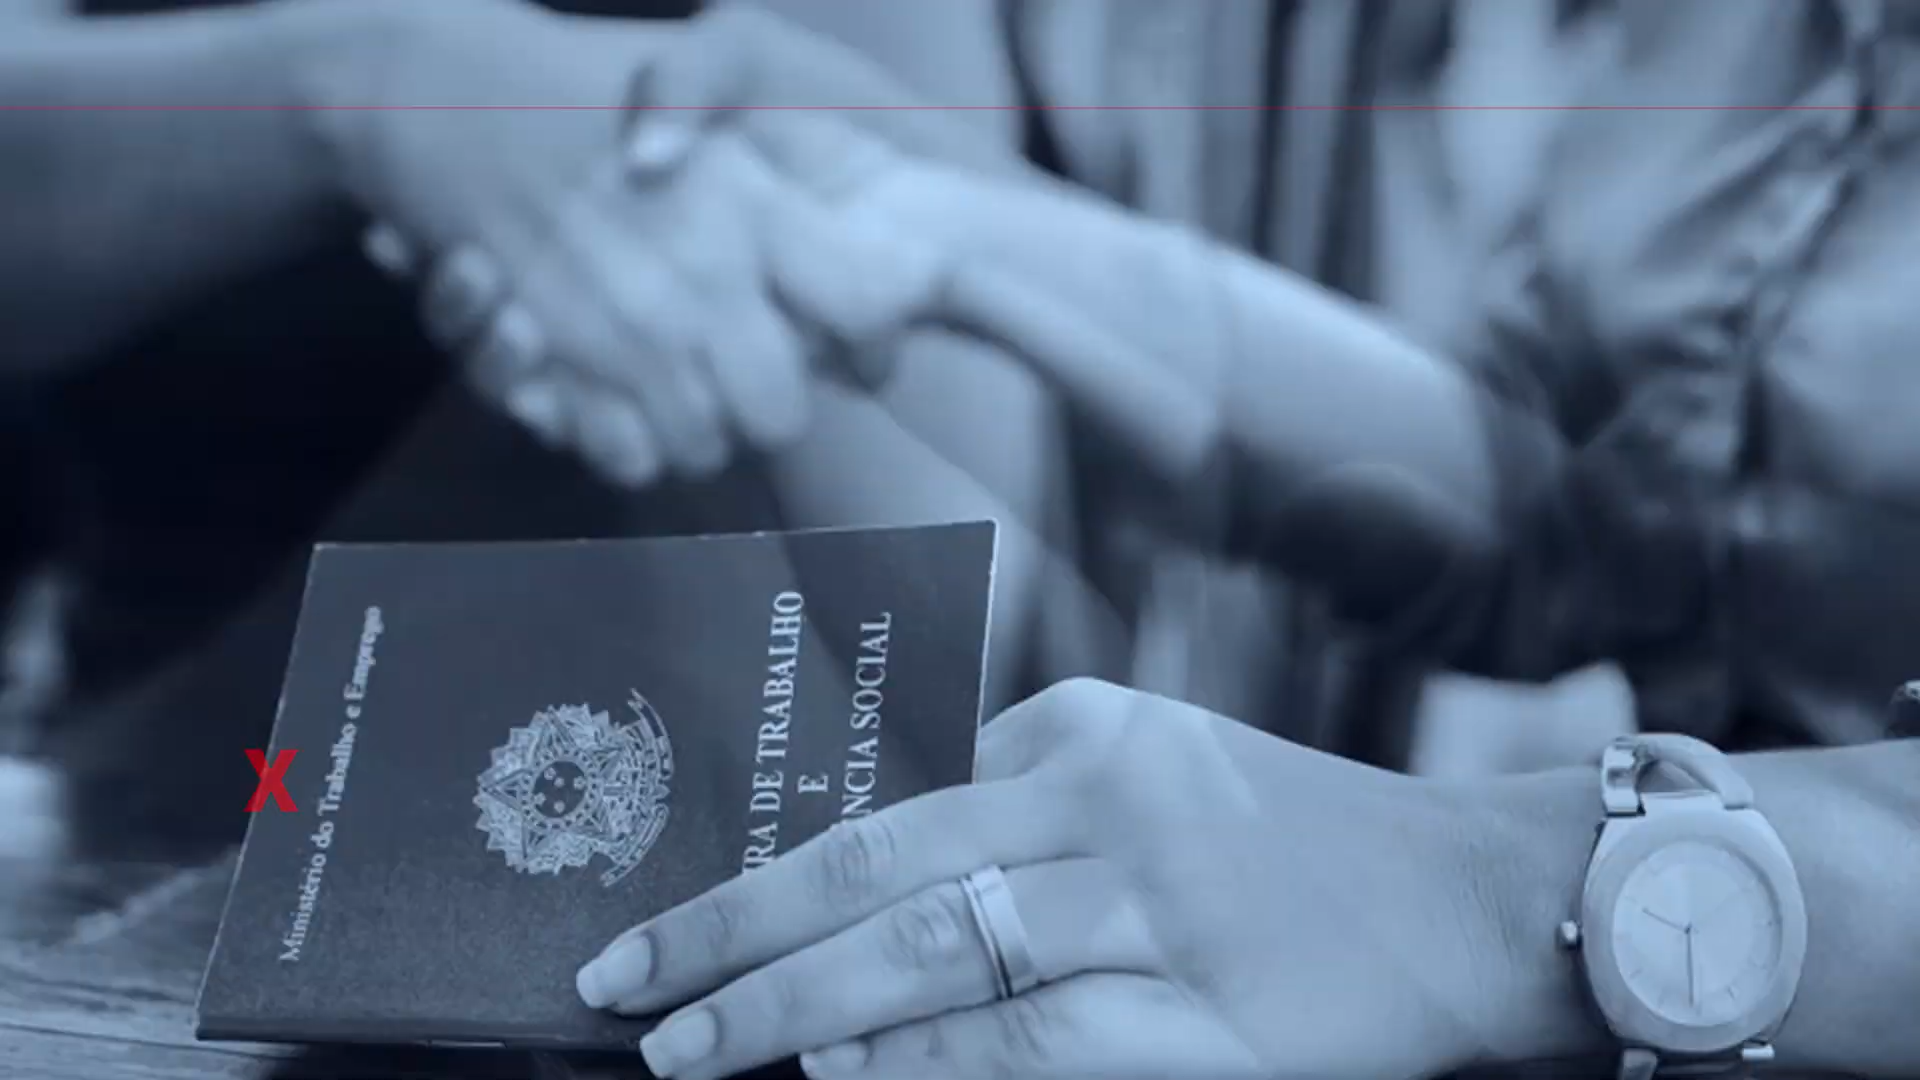 Ministério do Trabalho e Emprego
RA DE TRABALHO
E
NCIA SOCIAL
X